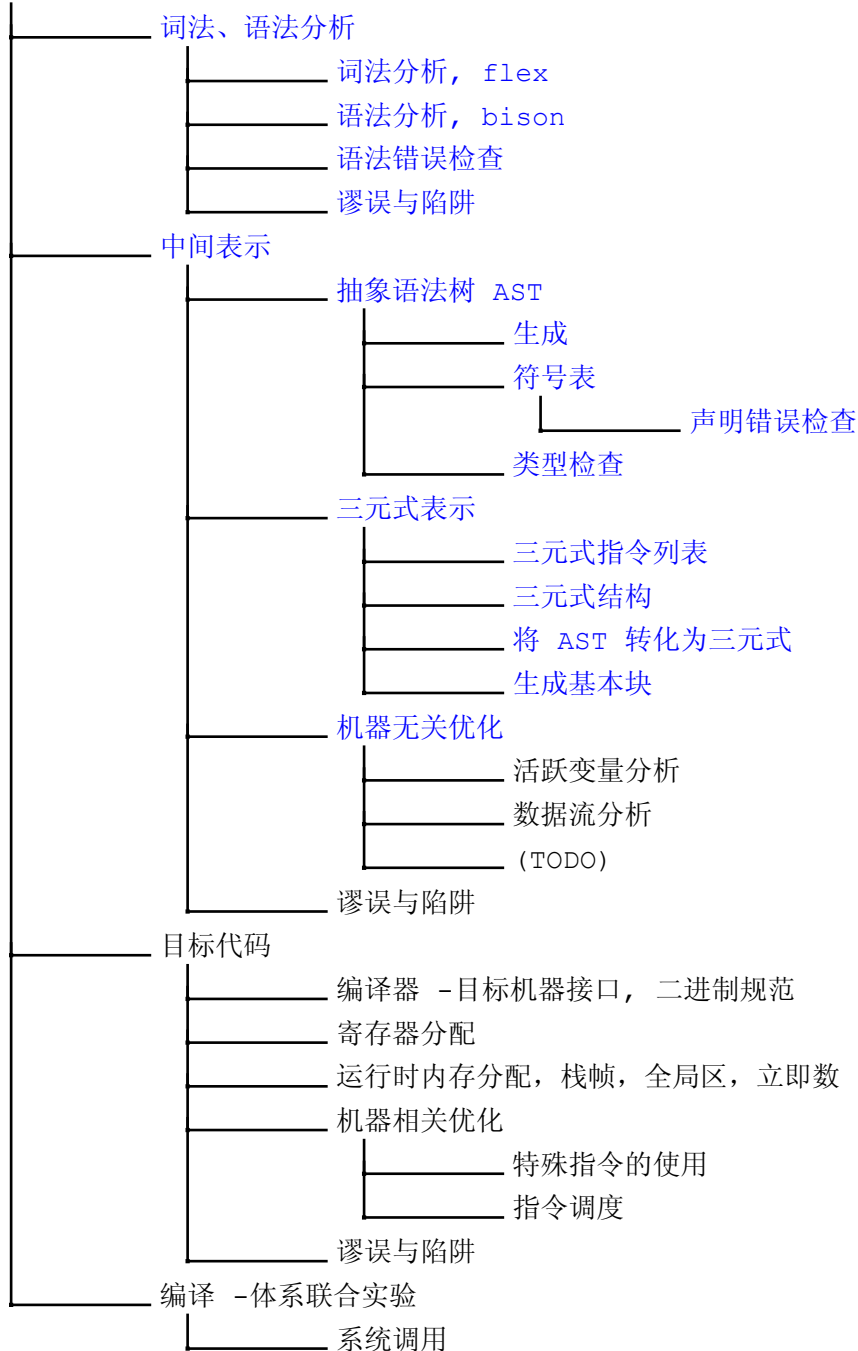 词法、语法分析
词法分析, flex
语法分析, bison
语法错误检查
谬误与陷阱
中间表示
抽象语法树 AST
生成
符号表
声明错误检查
类型检查
三元式表示
三元式指令列表
三元式结构
将 AST 转化为三元式
生成基本块
机器无关优化
活跃变量分析
数据流分析
(TODO)
谬误与陷阱
目标代码
编译器 –目标机器接口, 二进制规范
寄存器分配
运行时内存分配，栈帧，全局区，立即数
机器相关优化
特殊指令的使用
指令调度
谬误与陷阱
编译 –体系联合实验
系统调用